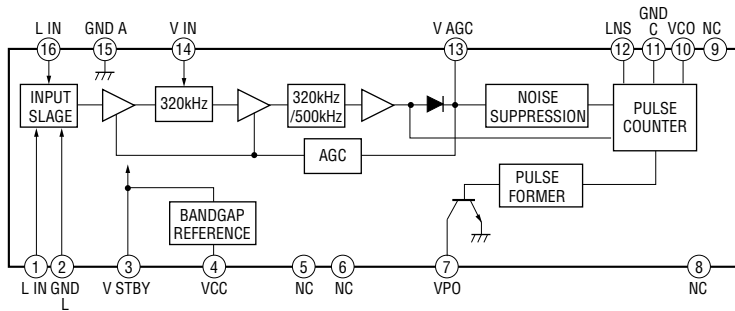 L IN
GND A
V IN
V AGC
LNS
GND
C
VCO
NC
16
15
14
13
12
11
10
9
INPUT
SLAGE
320kHz
320kHz
/500kHz
NOISE
SUPPRESSION
PULSE
COUNTER
AGC
PULSE
FORMER
BANDGAP
REFERENCE
1
2
3
4
5
6
7
8
L IN
GND
L
V STBY
VCC
NC
NC
VPO
NC